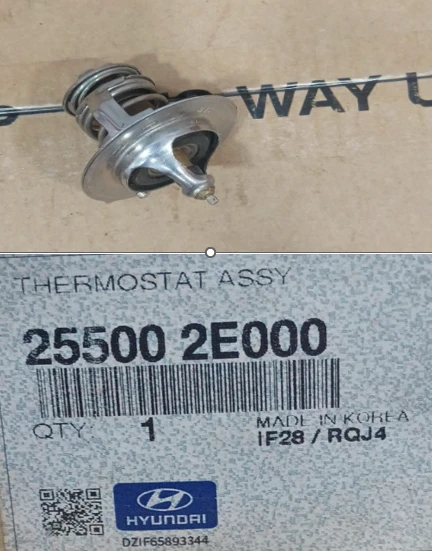 WAY U
THERMOSTAT ASSY
25500 2E000
QTY 1
MADE IN KOREA
IF28 / RQJ4
HYUNDAI
DZIF65893344